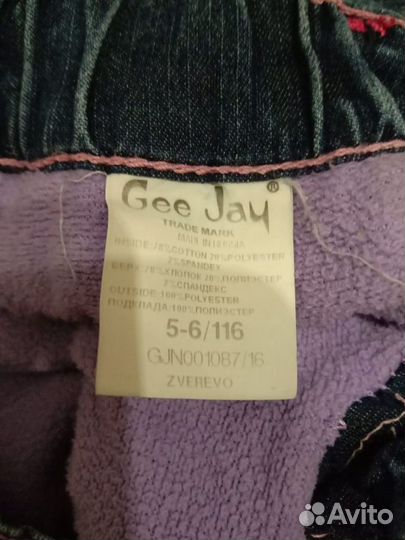 Gee Jay®
TRADE MARK
MADE IN RUSSIA
INSIDE: 78%COTTON 20%POLYESTER
2%SPANDEX
ВЕРХ: 78% ХЛОПОК 20% ПОЛИЭСТЕР
2%СПАНДЕКС
OUTSIDE: 100% POLYESTER
ПОДКЛАДА: 100% ПОЛИЭСТЕР
5-6/116
GJN001087/16
ZVEREVO
Avito